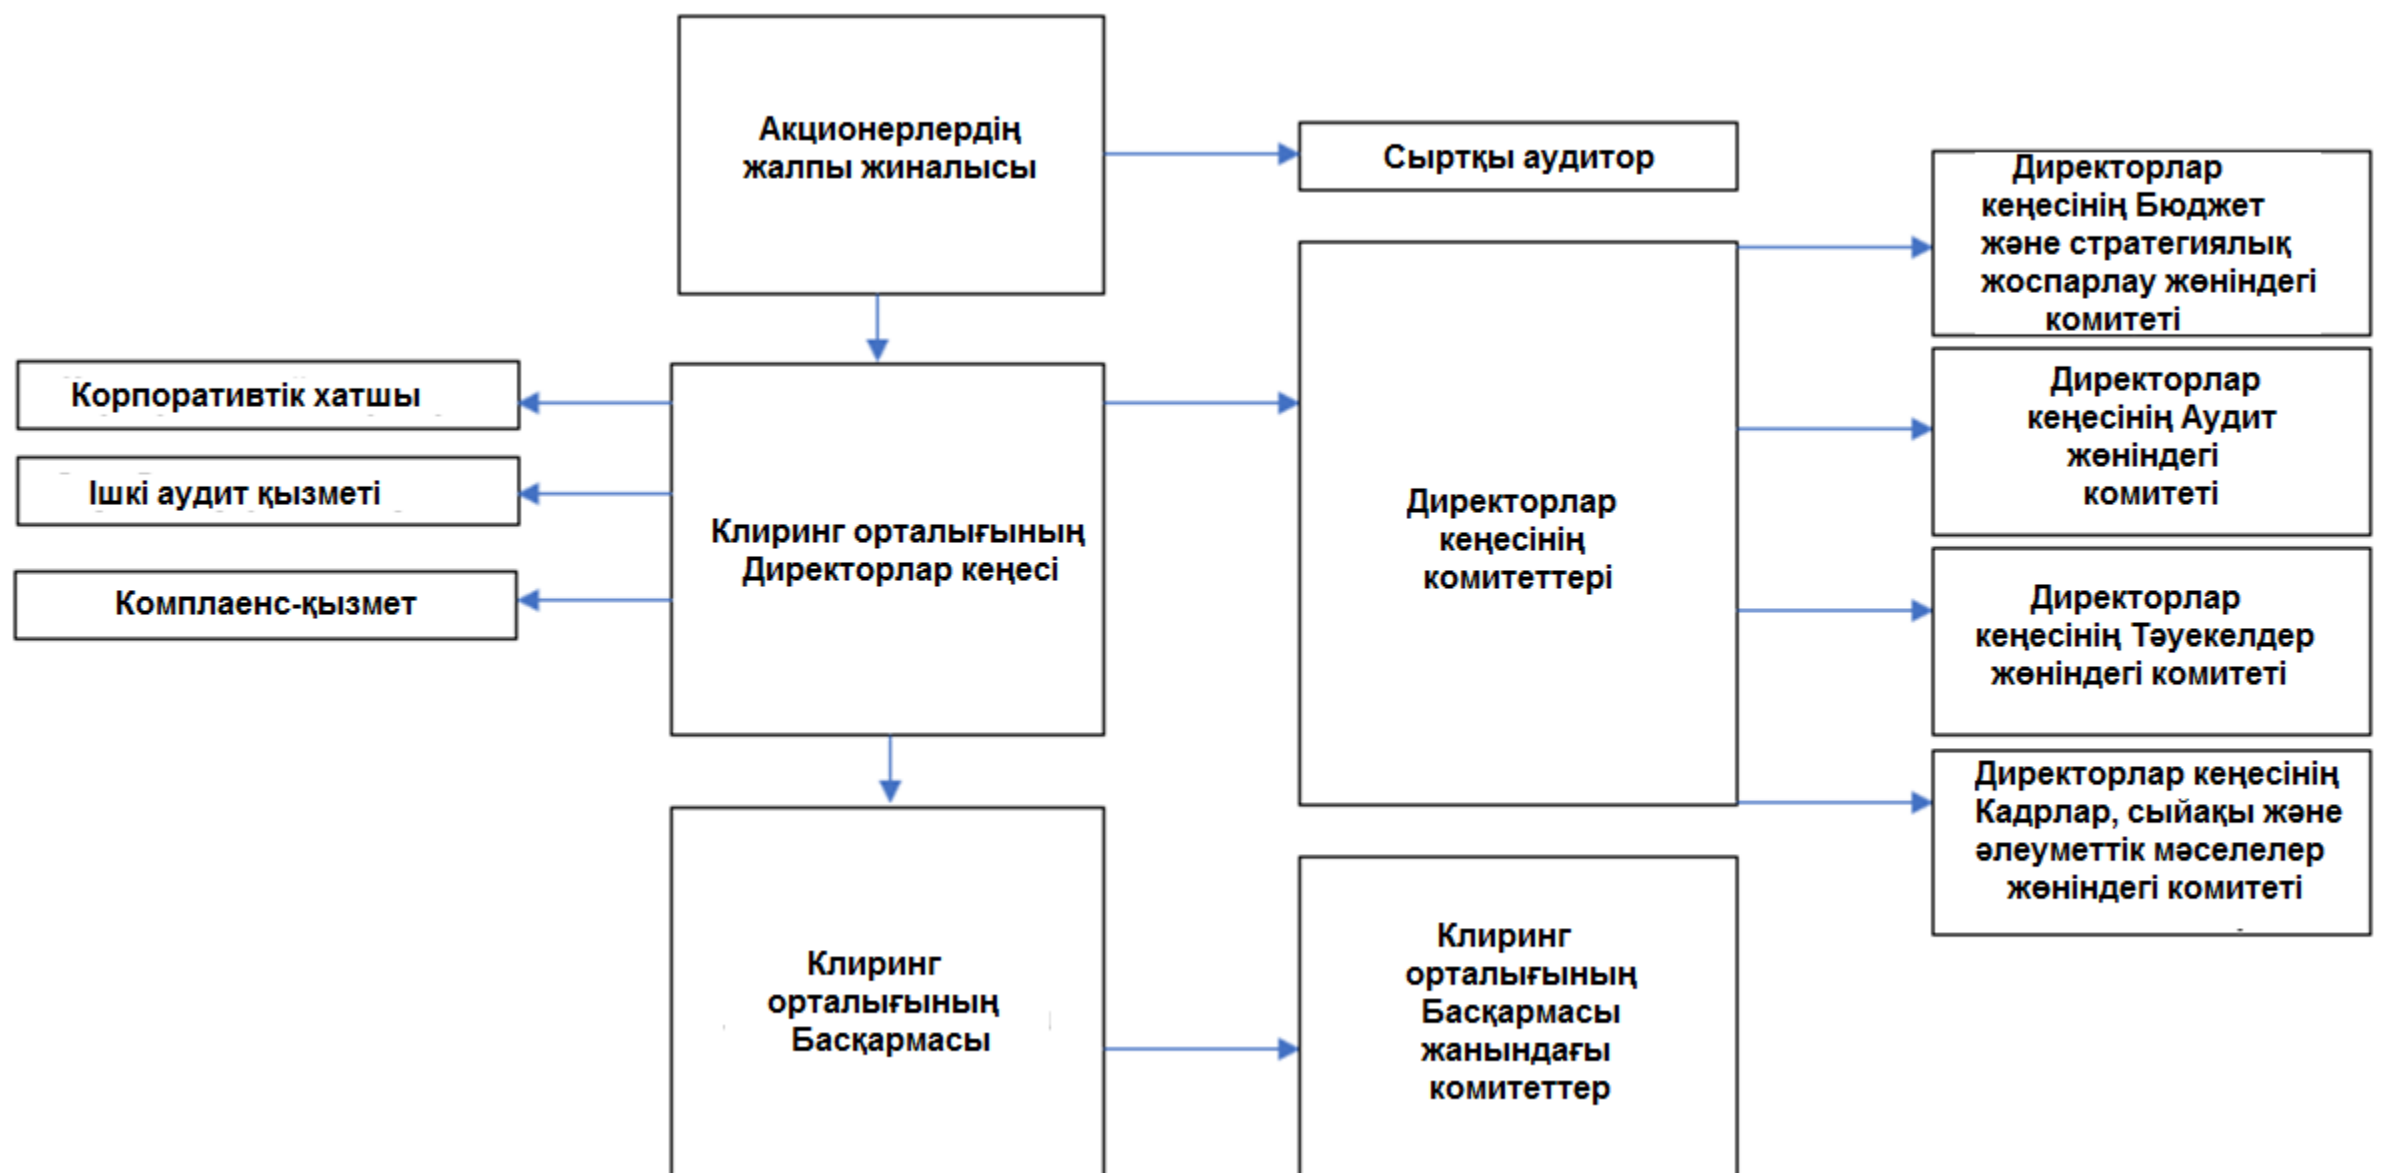 Акционерлердің
жалпы жиналысы
Сыртқы аудитор
Директорлар
кеңесінің Бюджет
және стратегиялық
жоспарлау жөніндегі
комитеті
Корпоративтік хатшы
Ішкі аудит қызметі
Комплаенс-қызмет
Клиринг орталығының
Директорлар кеңесі
Директорлар
кеңесінің
комитеттері
Директорлар
кеңесінің Аудит
жөніндегі
комитеті
Директорлар
кеңесінің Тәуекелдер
жөніндегі комитеті
Директорлар кеңесінің
Кадрлар, сыйақы және
әлеуметтік мәселелер
жөніндегі комитеті
Клиринг
орталығының
Басқармасы
Клиринг
орталығының
Басқармасы
жанындағы
комитеттер